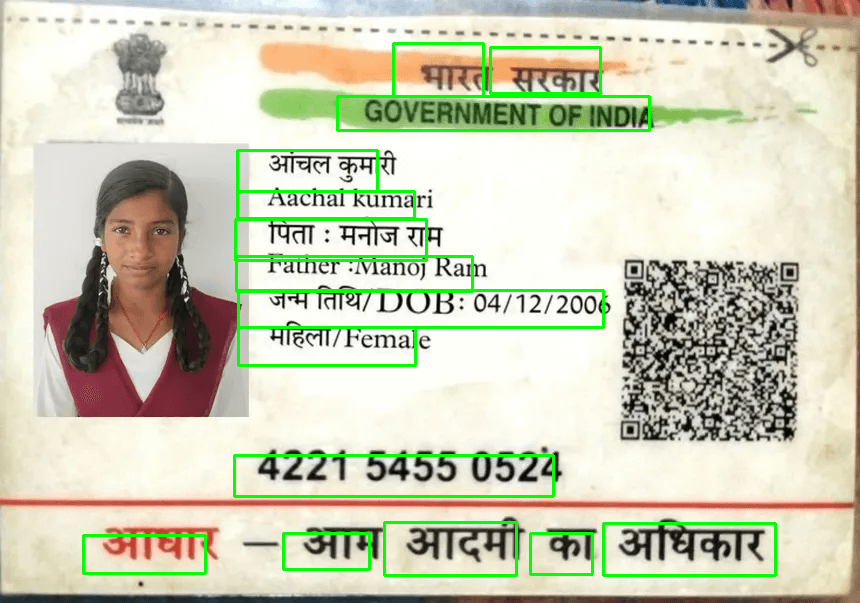 भारत सरकार
GOVERNMENT OF INDIA
आंचल कुमारी
Aachal kumari
पिता : मनोज राम
Father :Manoj Ram
जन्म तिथि/DOB: 04/12/2006
महिला/Female
4221 5455 0524
आधार – आम आदमी का अधिकार